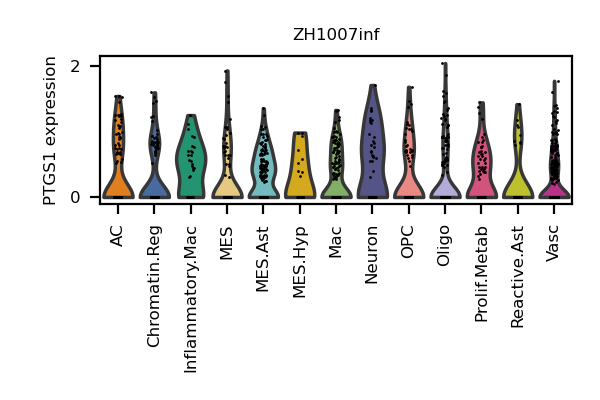 ZH1007inf
PTGS1 expression
2
0
AC
Chromatin.Reg
Inflammatory.Mac
MES
MES.Ast
MES.Hyp
Mac
Neuron
OPC
Oligo
Prolif.Metab
Reactive.Ast
Vasc